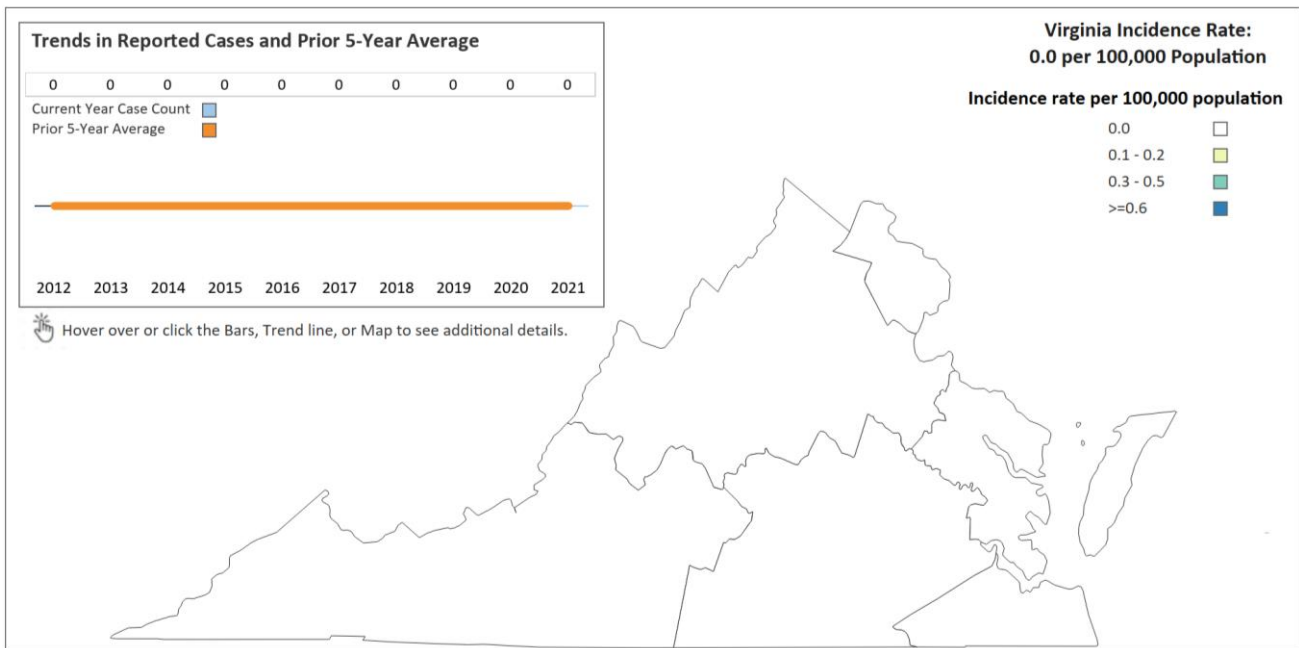 Trends in Reported Cases and Prior 5-Year Average
0 0 0 0 0 0 0 0 0 0
Current Year Case Count
Prior 5-Year Average
2012 2013 2014 2015 2016 2017 2018 2019 2020 2021
Hover over or click the Bars, Trend line, or Map to see additional details.
Virginia Incidence Rate:
0.0 per 100,000 Population
Incidence rate per 100,000 population
0.0
0.1 - 0.2
0.3 - 0.5
>=0.6